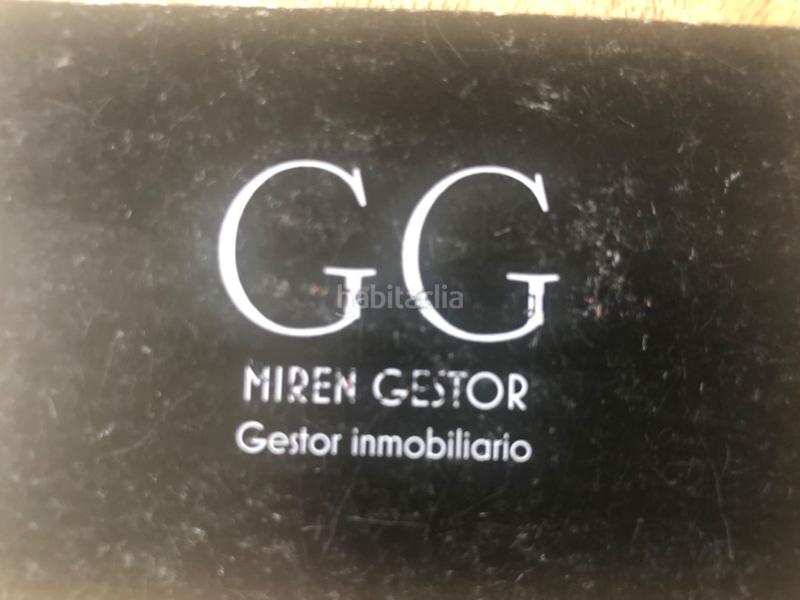 GG
habitaclia
MIREN GESTOR
Gestor inmobiliario